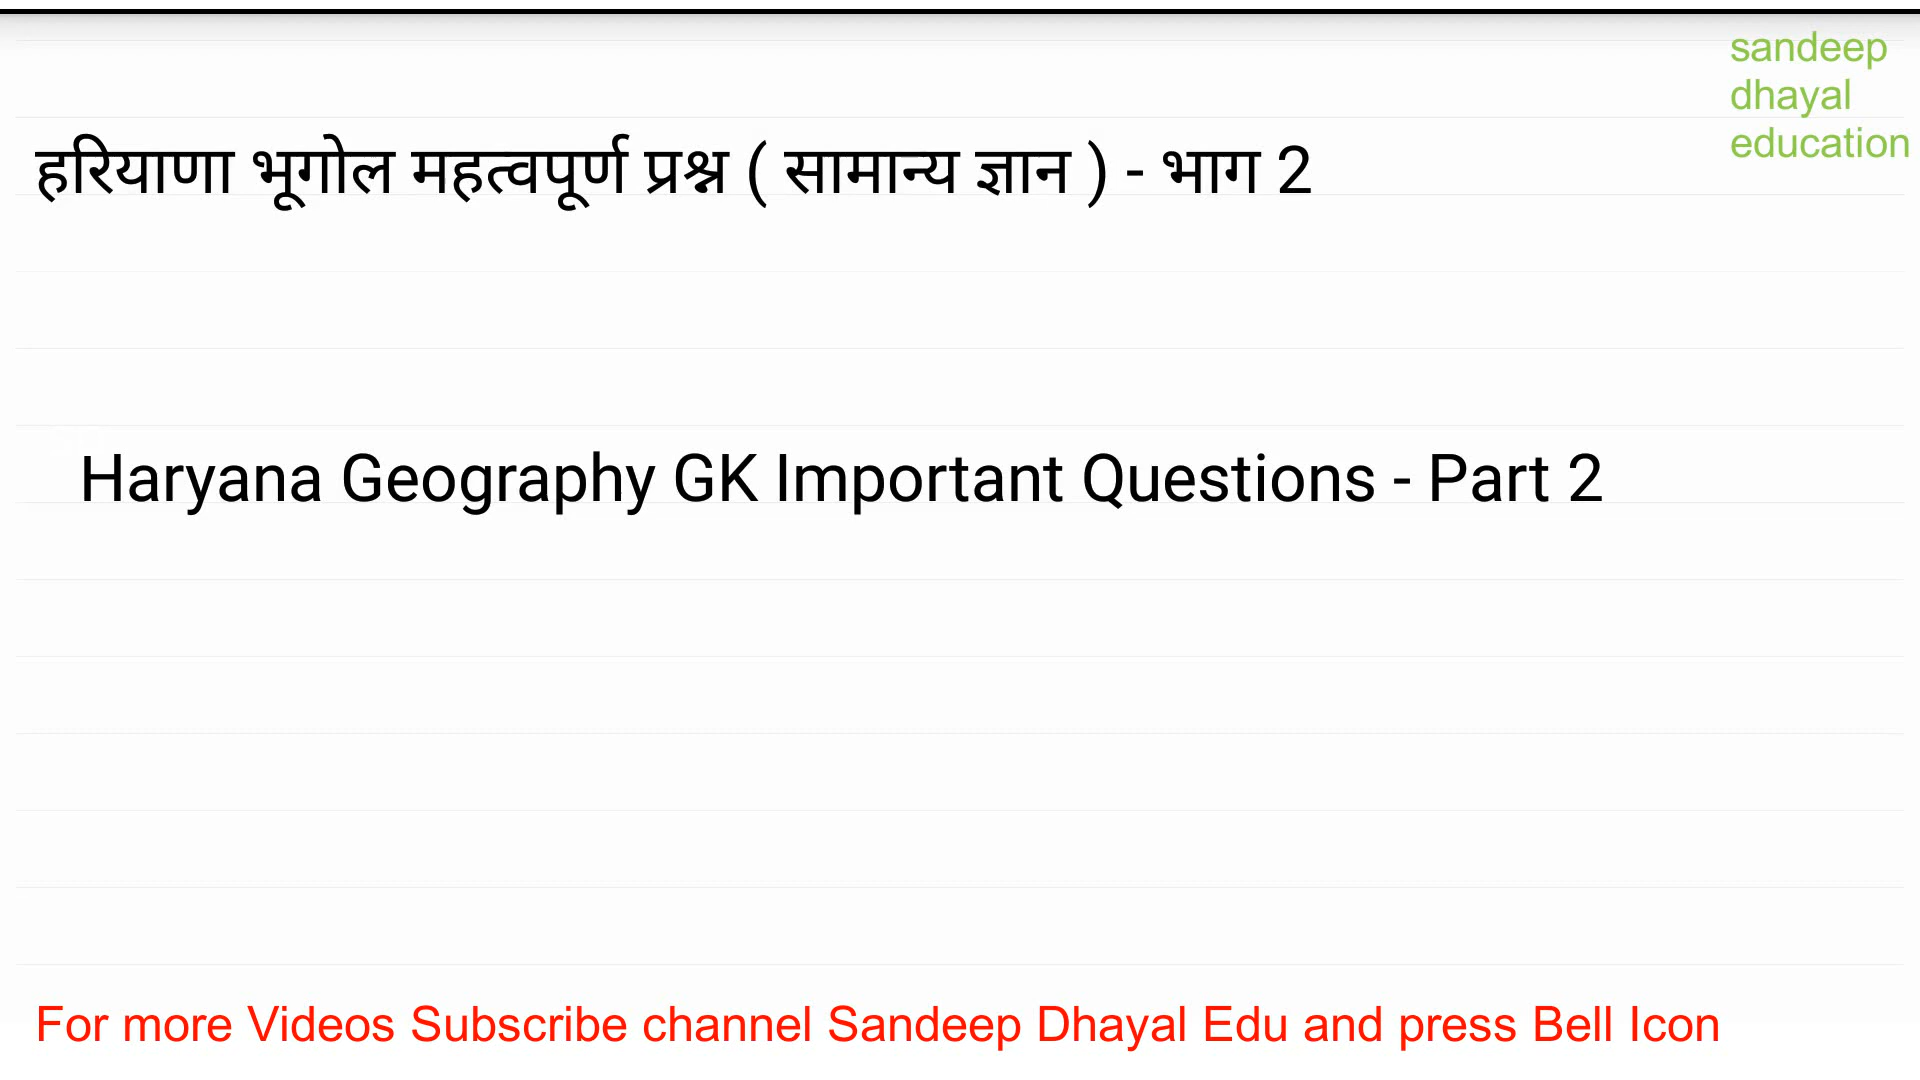 sandeep
dhayal
education
हरियाणा भूगोल महत्वपूर्ण प्रश्न ( सामान्य ज्ञान ) - भाग 2
Haryana Geography GK Important Questions - Part 2
For more Videos Subscribe channel Sandeep Dhayal Edu and press Bell Icon